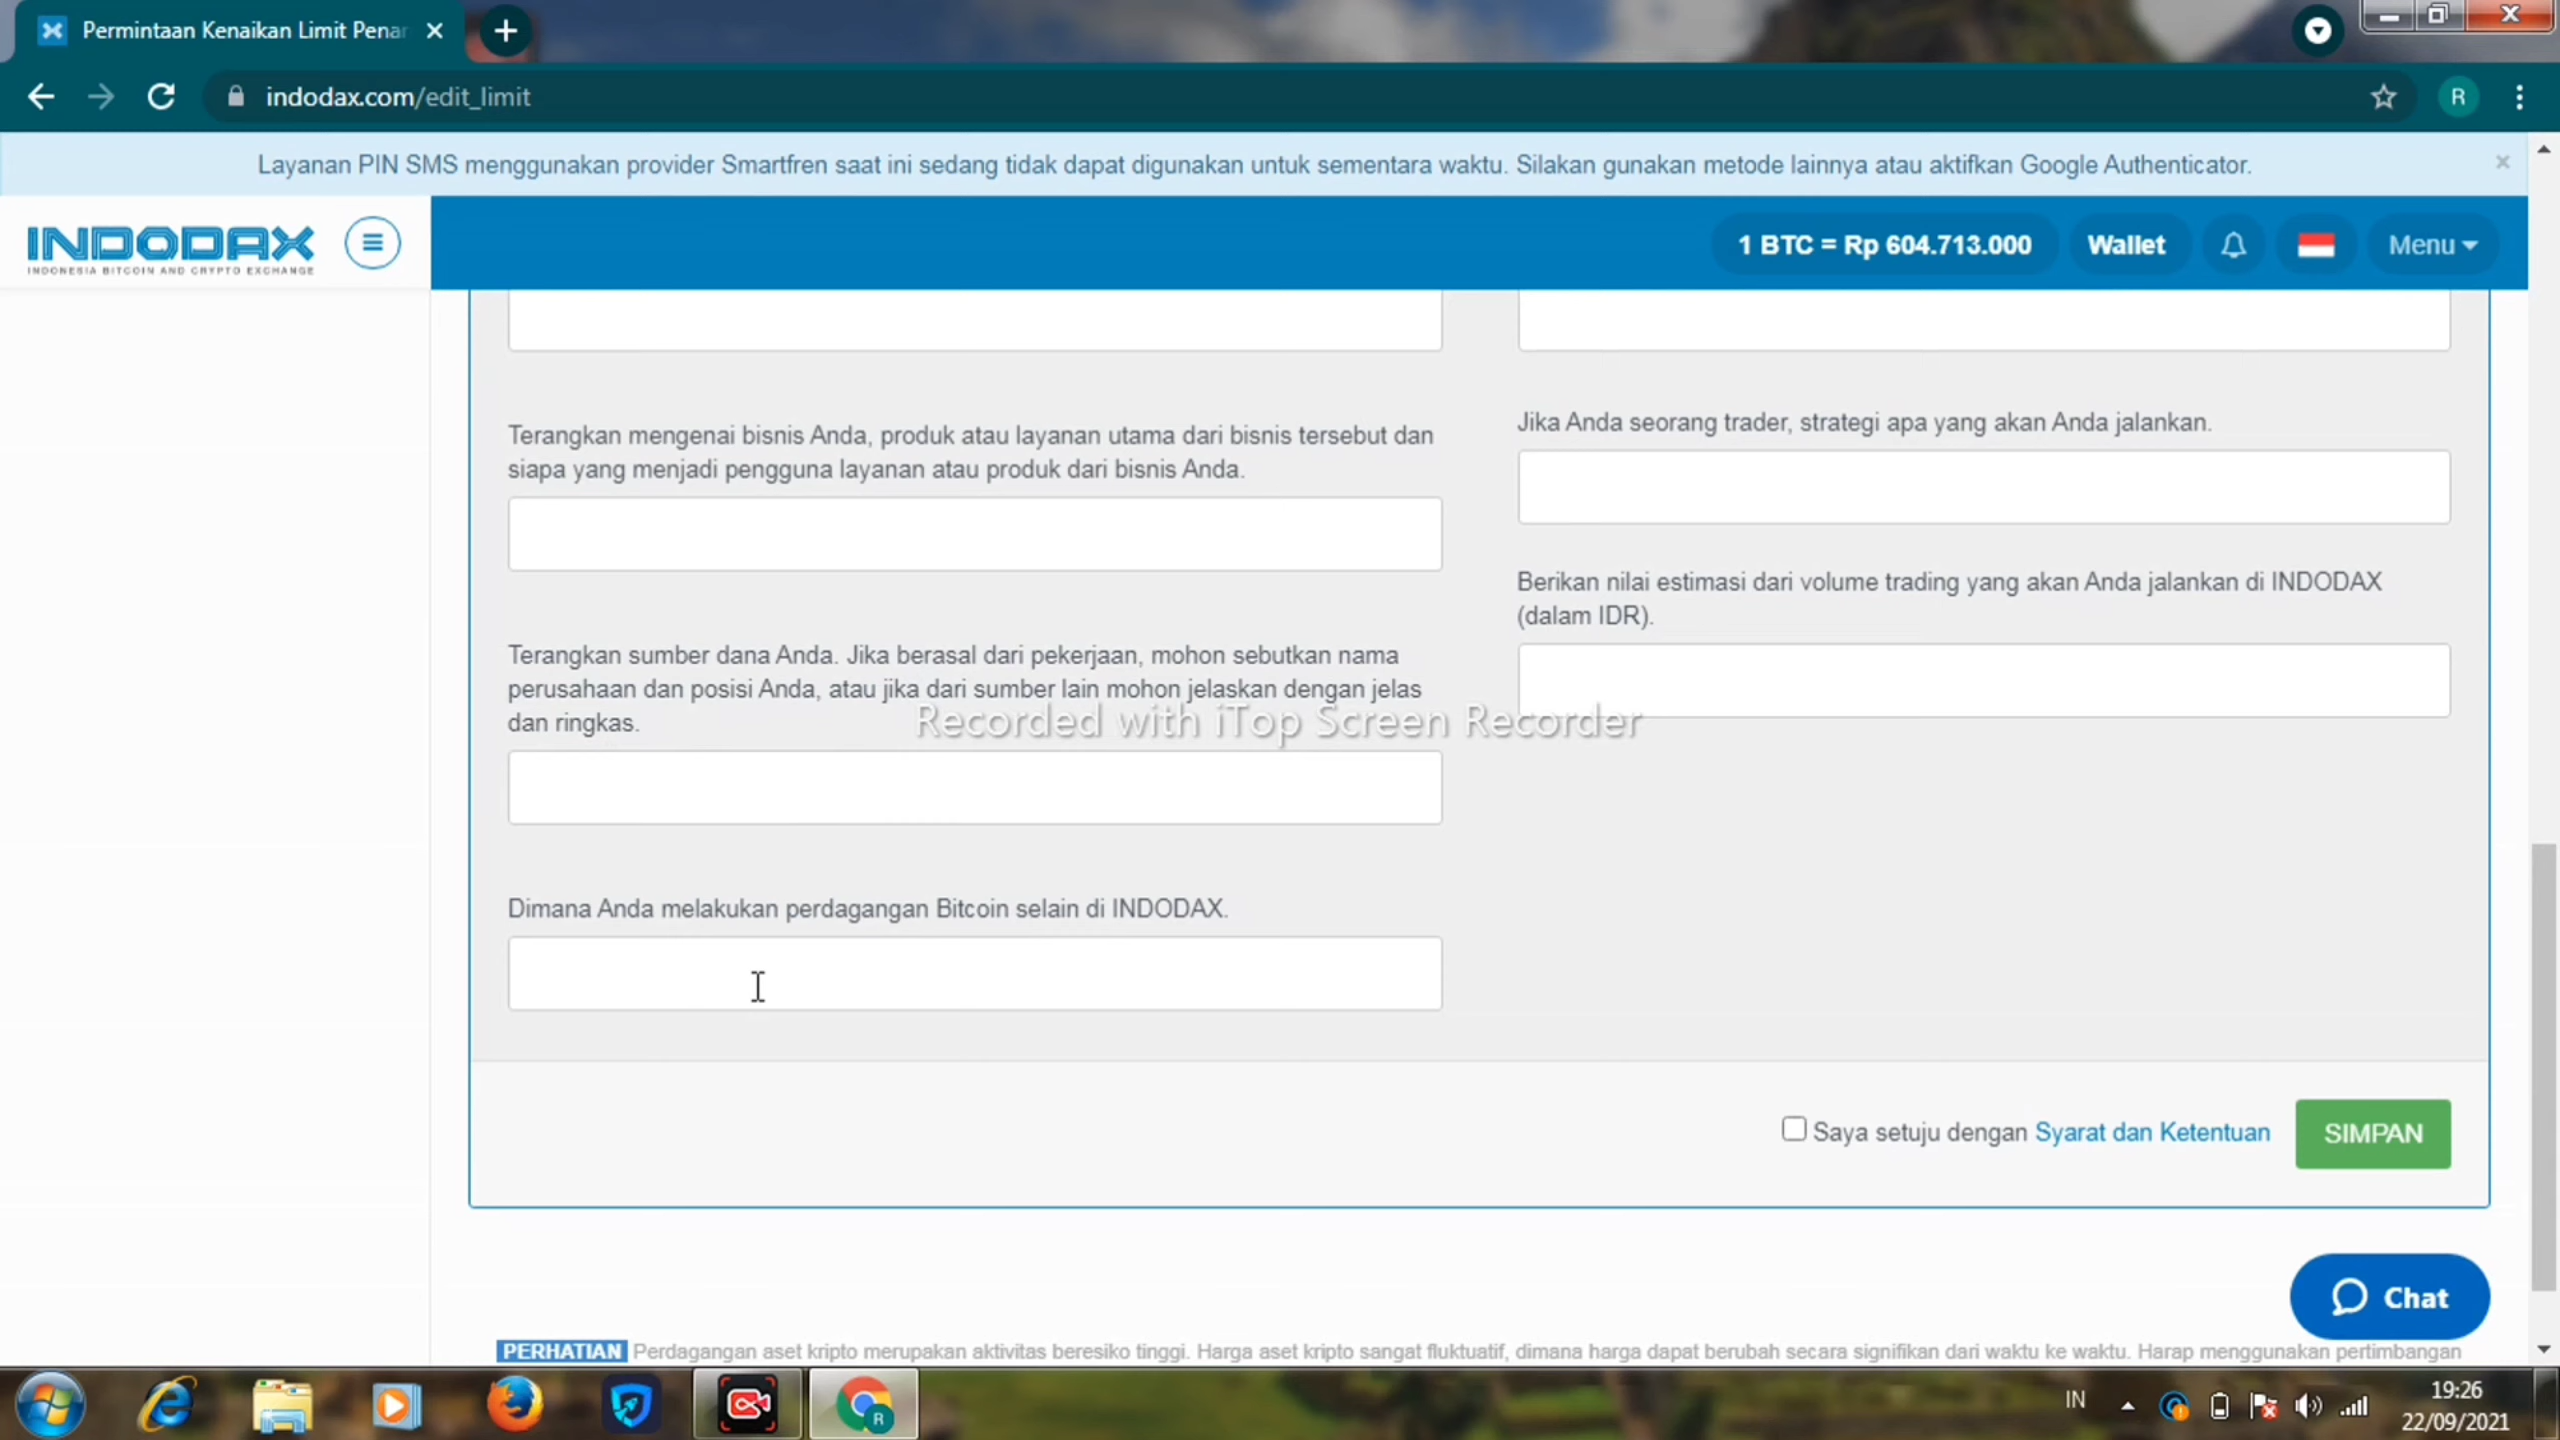 Permintaan Kenaikan Limit Penar
indodax.com/edit_limit
R
Layanan PIN SMS menggunakan provider Smartfren saat ini sedang tidak dapat digunakan untuk sementara waktu. Silakan gunakan metode lainnya atau aktifkan Google Authenticator.
INDODAX
INDONESIA BITCOIN AND CRYPTO EXCHANGE
1 BTC = Rp 604.713.000
Wallet
Menu
Terangkan mengenai bisnis Anda, produk atau layanan utama dari bisnis tersebut dan
siapa yang menjadi pengguna layanan atau produk dari bisnis Anda.
Terangkan sumber dana Anda. Jika berasal dari pekerjaan, mohon sebutkan nama
perusahaan dan posisi Anda, atau jika dari sumber lain mohon jelaskan dengan jelas
dan ringkas.
Dimana Anda melakukan perdagangan Bitcoin selain di INDODAX.
Jika Anda seorang trader, strategi apa yang akan Anda jalankan.
Berikan nilai estimasi dari volume trading yang akan Anda jalankan di INDODAX
(dalam IDR).
Recorded with iTop Screen Recorder
Saya setuju dengan Syarat dan Ketentuan
SIMPAN
Chat
PERHATIAN Perdagangan aset kripto merupakan aktivitas beresiko tinggi. Harga aset kripto sangat fluktuatif, dimana harga dapat berubah secara signifikan dari waktu ke waktu. Harap menggunakan pertimbangan
R
IN
19:26
22/09/2021